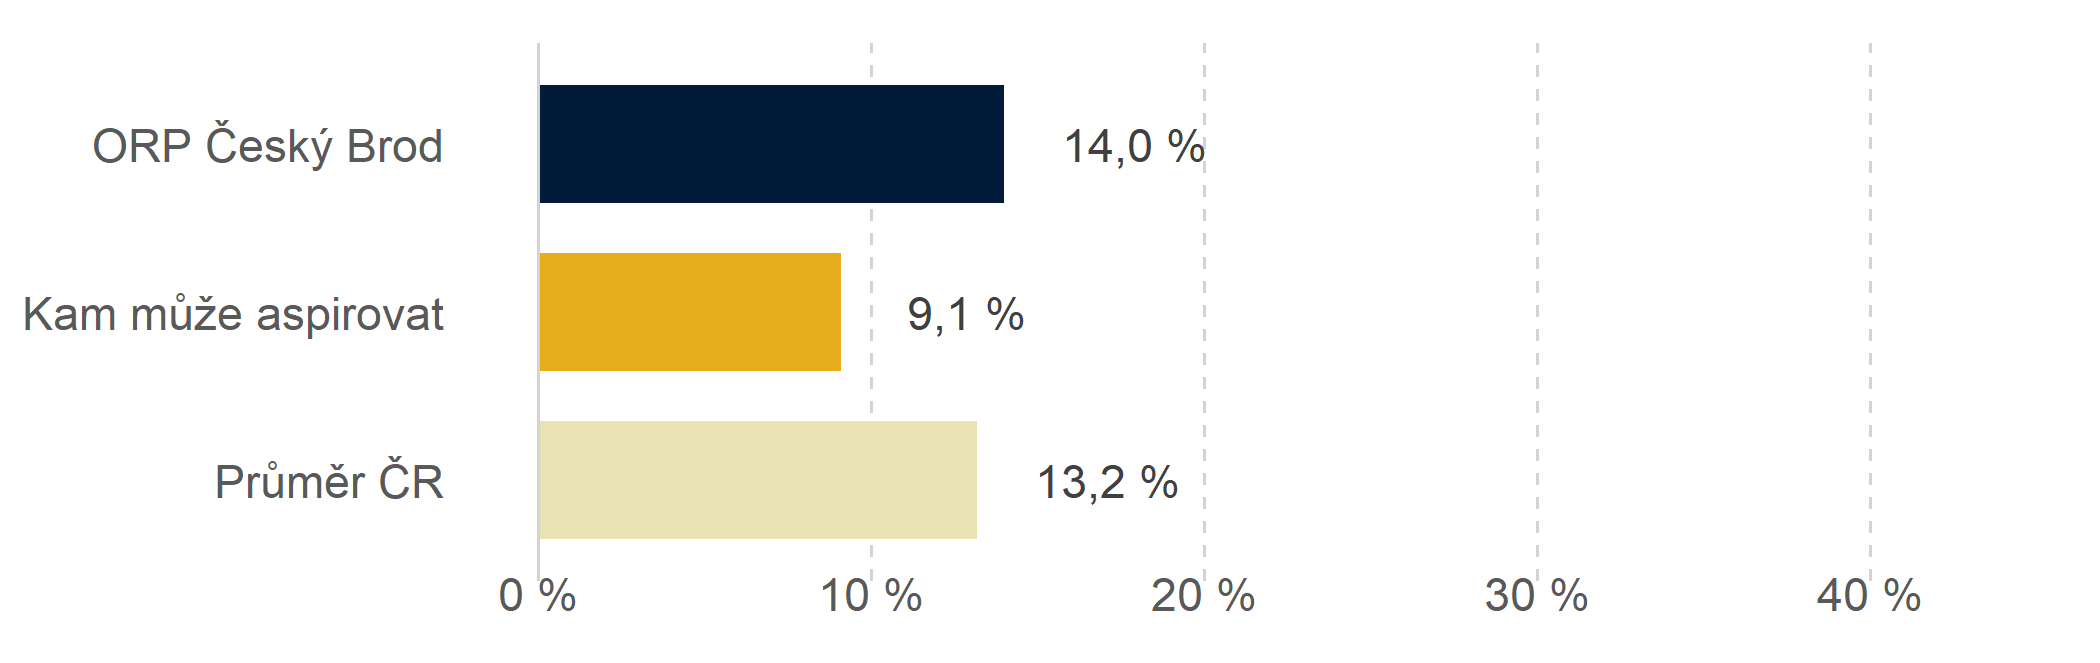 ORP Český Brod
14,0 %
Kam může aspirovat
9,1 %
Průměr ČR
13,2 %
0 %
10 %
20 %
30 %
40 %